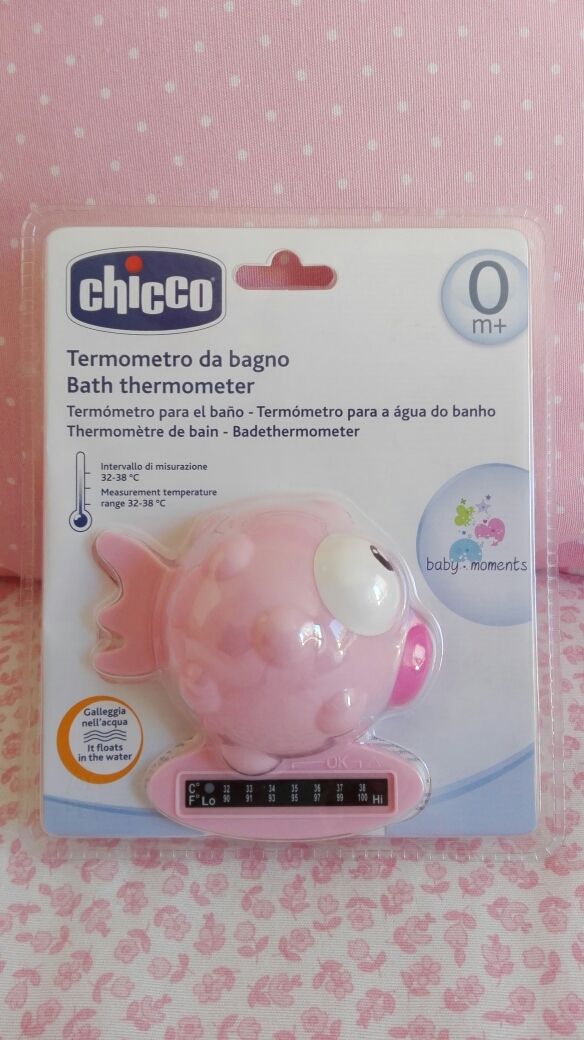 chicco
0
m+
Termometro da bagno
Bath thermometer
Termómetro para el baño - Termómetro para a água do banho
Thermomètre de bain - Badethermometer
Intervallo di misurazione
32-38 °C
Measurement temperature
range 32-38 °C
baby moments
Galleggia
nell'acqua
It floats
in the water
OK
C° 32 33 34 35 36 37 38
F° Lo 90 91 93 95 97 99 100 Hi